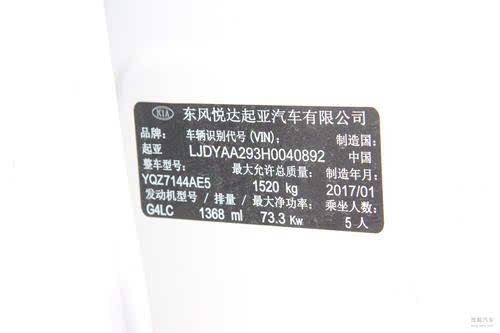 KIA 东风悦达起亚汽车有限公司
品牌: 车辆识别代号(VIN): 制造国:
起亚 LJDYAA293H0040892 中国
整车型号: 最大允许总质量: 制造年月:
YQZ7144AE5 1520 kg 2017/01
发动机型号/排量/最大净功率: 乘坐人数:
G4LC 1368 ml 73.3 Kw 5人